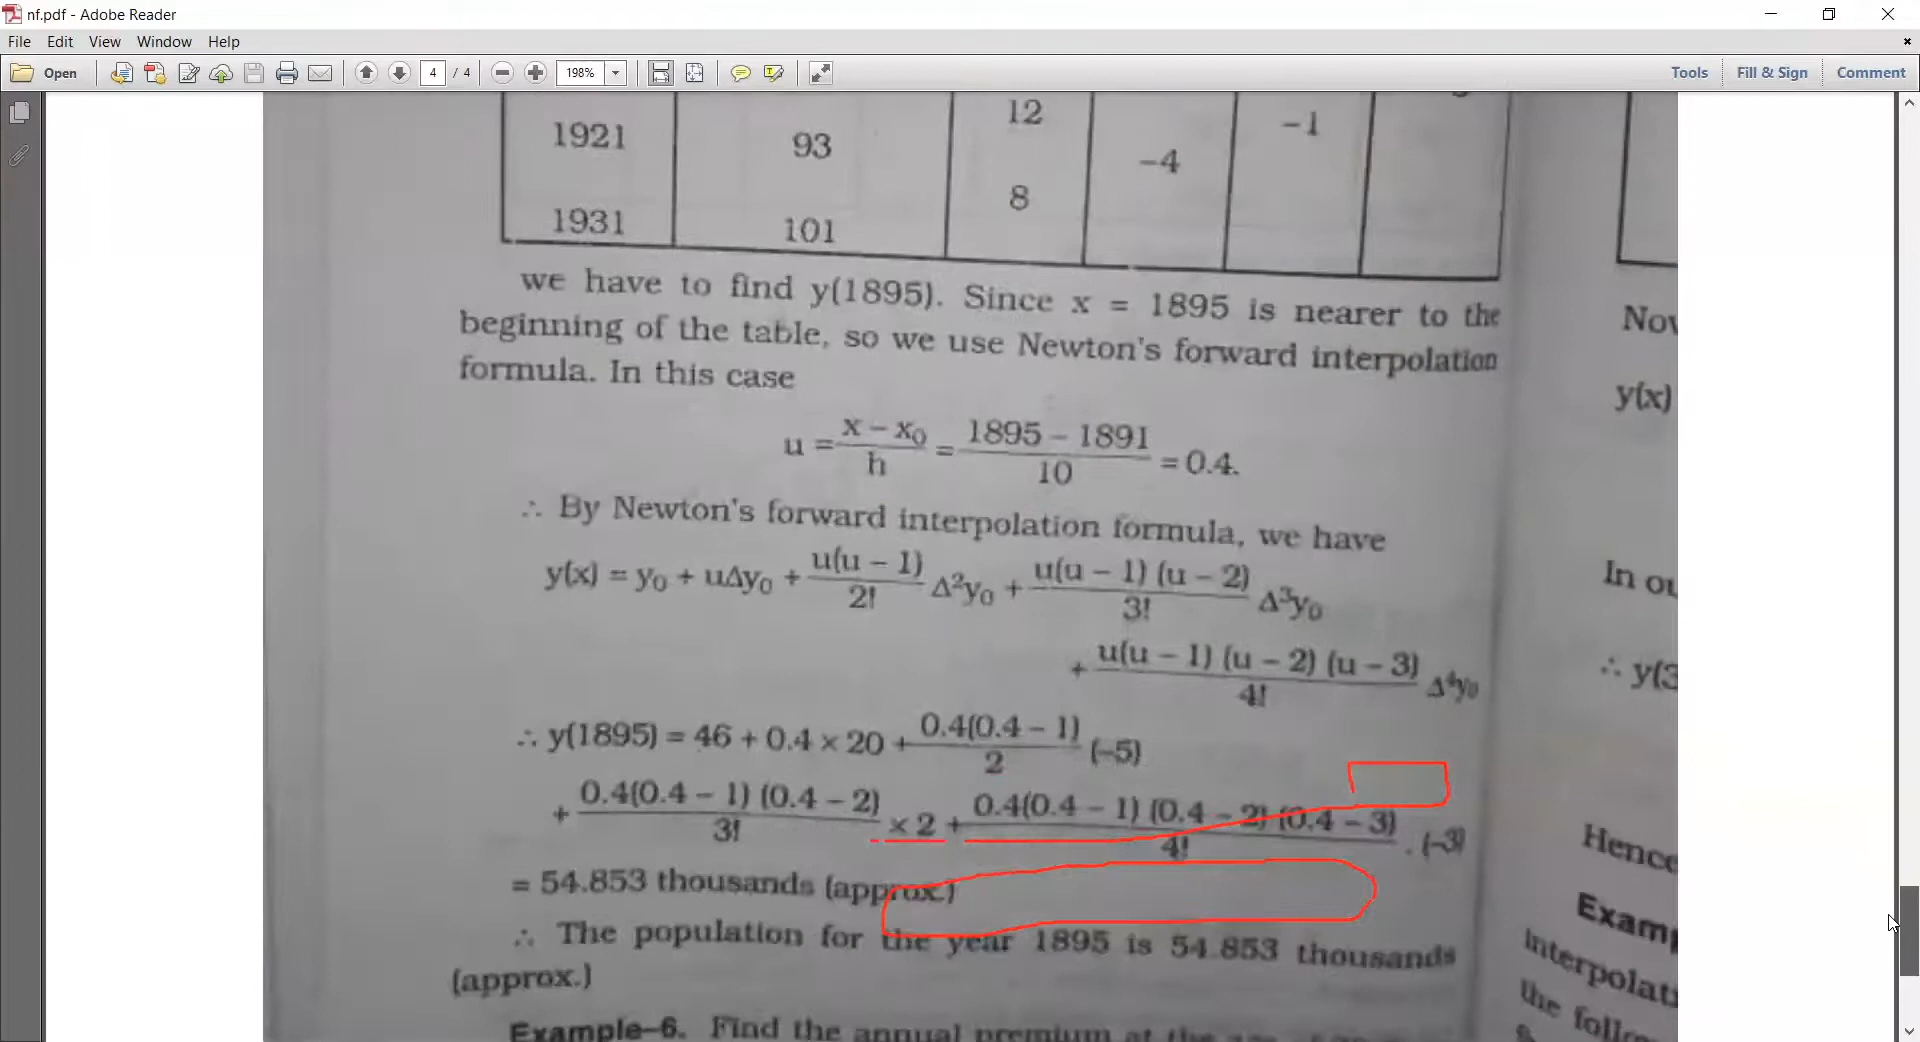 nf.pdf - Adobe Reader
File Edit View Window Help
Open 4 / 4 198% Tools Fill & Sign Comment
12
1921 93 -1
-4
8
1931 101
we have to find y(1895). Since x = 1895 is nearer to the
beginning of the table, so we use Newton's forward interpolation
formula. In this case
u = x – x₀ / h = 1895 – 1891 / 10 = 0.4.
∴ By Newton's forward interpolation formula, we have
y(x) = y₀ + uΔy₀ + u(u – 1) / 2! Δ²y₀ + u(u – 1) (u – 2) / 3! Δ³y₀
+ u(u – 1) (u – 2) (u – 3) / 4! Δ⁴y₀
∴ y(1895) = 46 + 0.4 × 20 + 0.4(0.4 – 1) / 2 (–5)
+ 0.4(0.4 – 1) (0.4 – 2) / 3! × 2 + 0.4(0.4 – 1) (0.4 – 2) (0.4 – 3) / 4! . (–3)
= 54.853 thousands (approx.)
∴ The population for the year 1895 is 54.853 thousands
(approx.)
Example–6. Find the annual premium at the
y(x)
∴ y(3
Hence